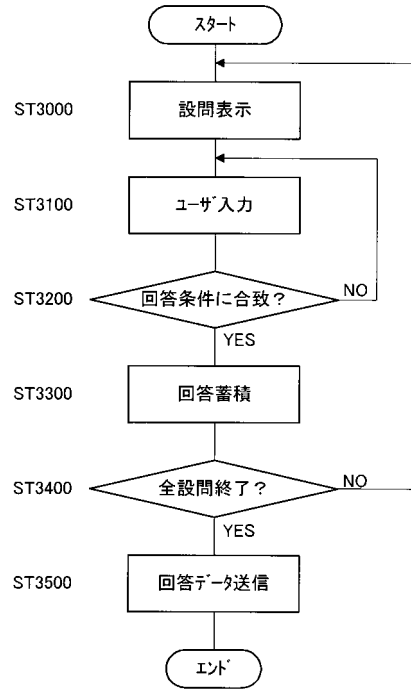 スタート
ST3000
設問表示
ST3100
ユーザ入力
ST3200
回答条件に合致？
NO
YES
ST3300
回答蓄積
ST3400
全設問終了？
NO
YES
ST3500
回答データ送信
エンド